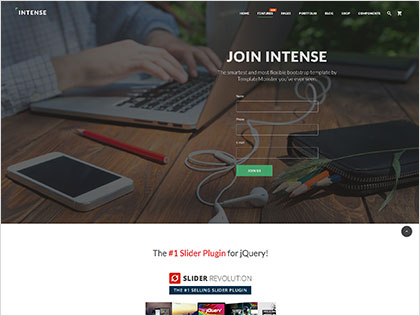 INTENSE
HOME FEATURES PAGES PORTFOLIO BLOG SHOP COMPONENTS
JOIN INTENSE
The smartest and most flexible bootstrap template by
TemplateMonster you've ever seen.
Name
Phone
E-mail
JOIN US
The #1 Slider Plugin for jQuery!
SLIDER REVOLUTION
THE #1 SELLING SLIDER PLUGIN
jQuery